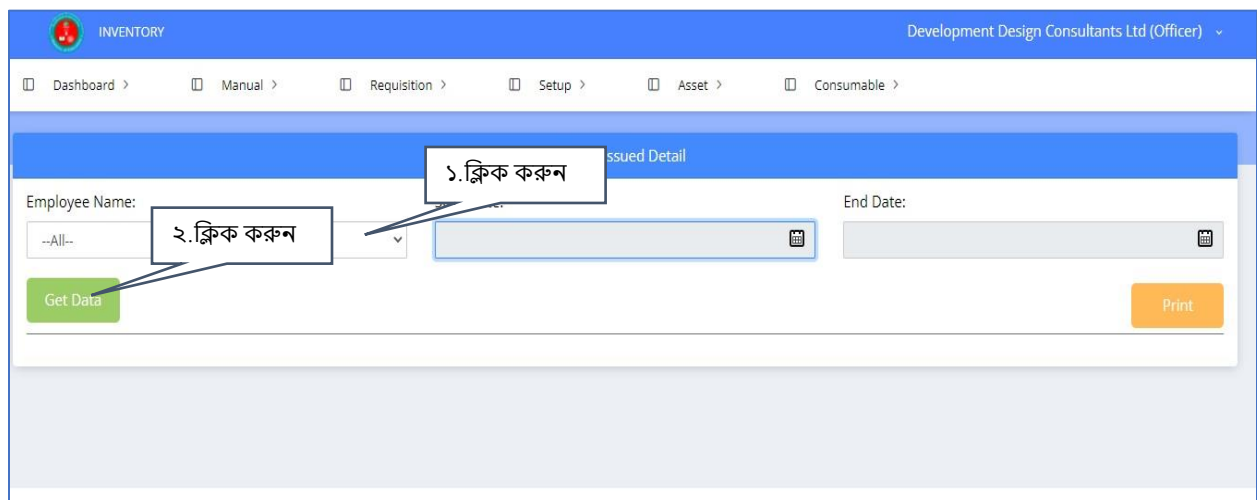 INVENTORY
Development Design Consultants Ltd (Officer)
Dashboard > Manual > Requisition > Setup > Asset > Consumable >
ssued Detail
১.ক্লিক করুন
Employee Name:
End Date:
২.ক্লিক করুন
--All--
Get Data
Print